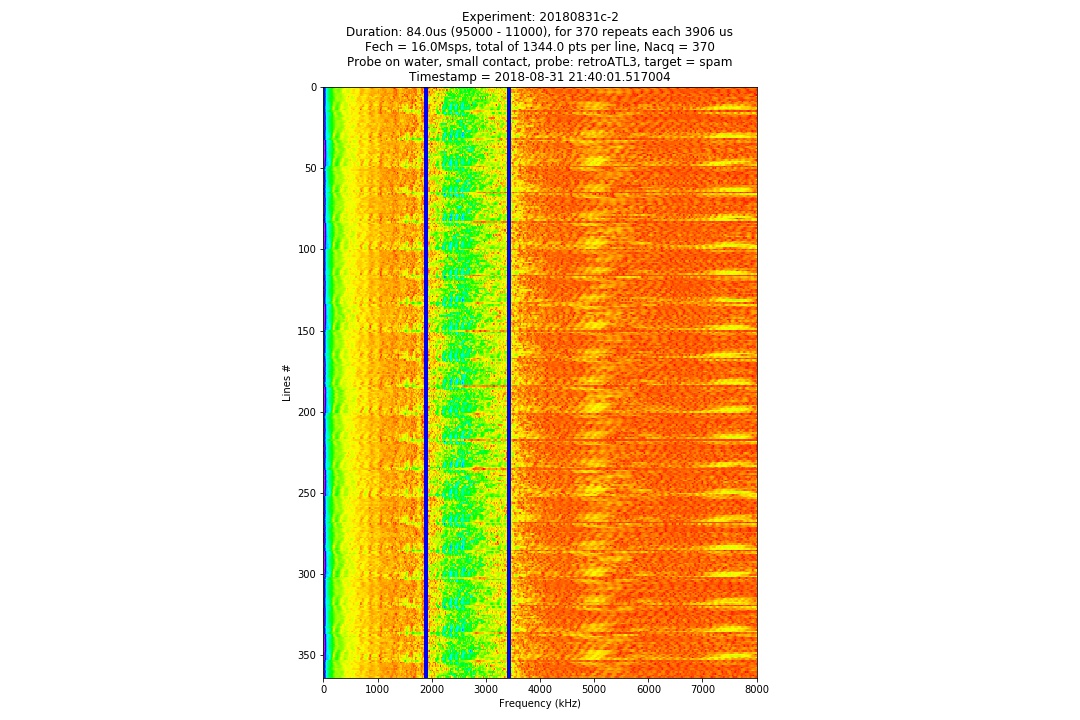 Experiment: 20180831c-2
Duration: 84.0us (95000 - 11000), for 370 repeats each 3906 us
Fech = 16.0Msps, total of 1344.0 pts per line, Nacq = 370
Probe on water, small contact, probe: retroATL3, target = spam
Timestamp = 2018-08-31 21:40:01.517004
0
50
100
150
200
250
300
350
Lines #
0 1000 2000 3000 4000 5000 6000 7000 8000
Frequency (kHz)